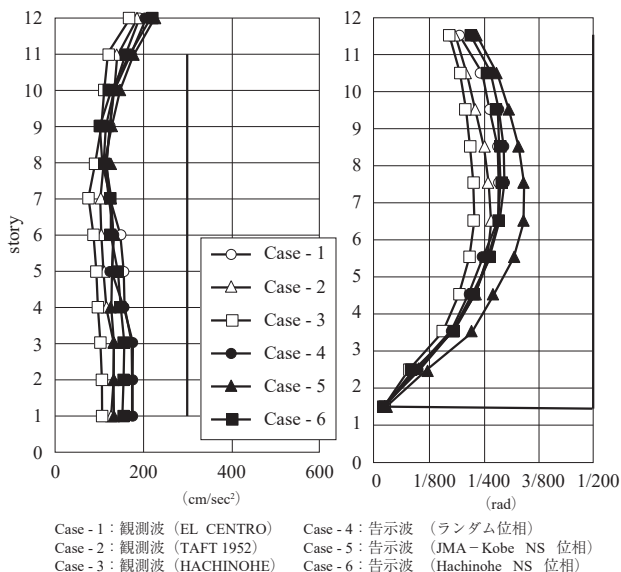 story
12
11
10
9
8
7
6
5
4
3
2
1
0
0 200 400 600
(cm/sec²)
Case - 1
Case - 2
Case - 3
Case - 4
Case - 5
Case - 6
12
11
10
9
8
7
6
5
4
3
2
1
0
0 1/800 1/400 3/800 1/200
(rad)
Case - 1：観測波（EL CENTRO）
Case - 2：観測波（TAFT 1952）
Case - 3：観測波（HACHINOHE）
Case - 4：告示波 （ランダム位相）
Case - 5：告示波 （JMA－Kobe NS 位相）
Case - 6：告示波 （Hachinohe NS 位相）